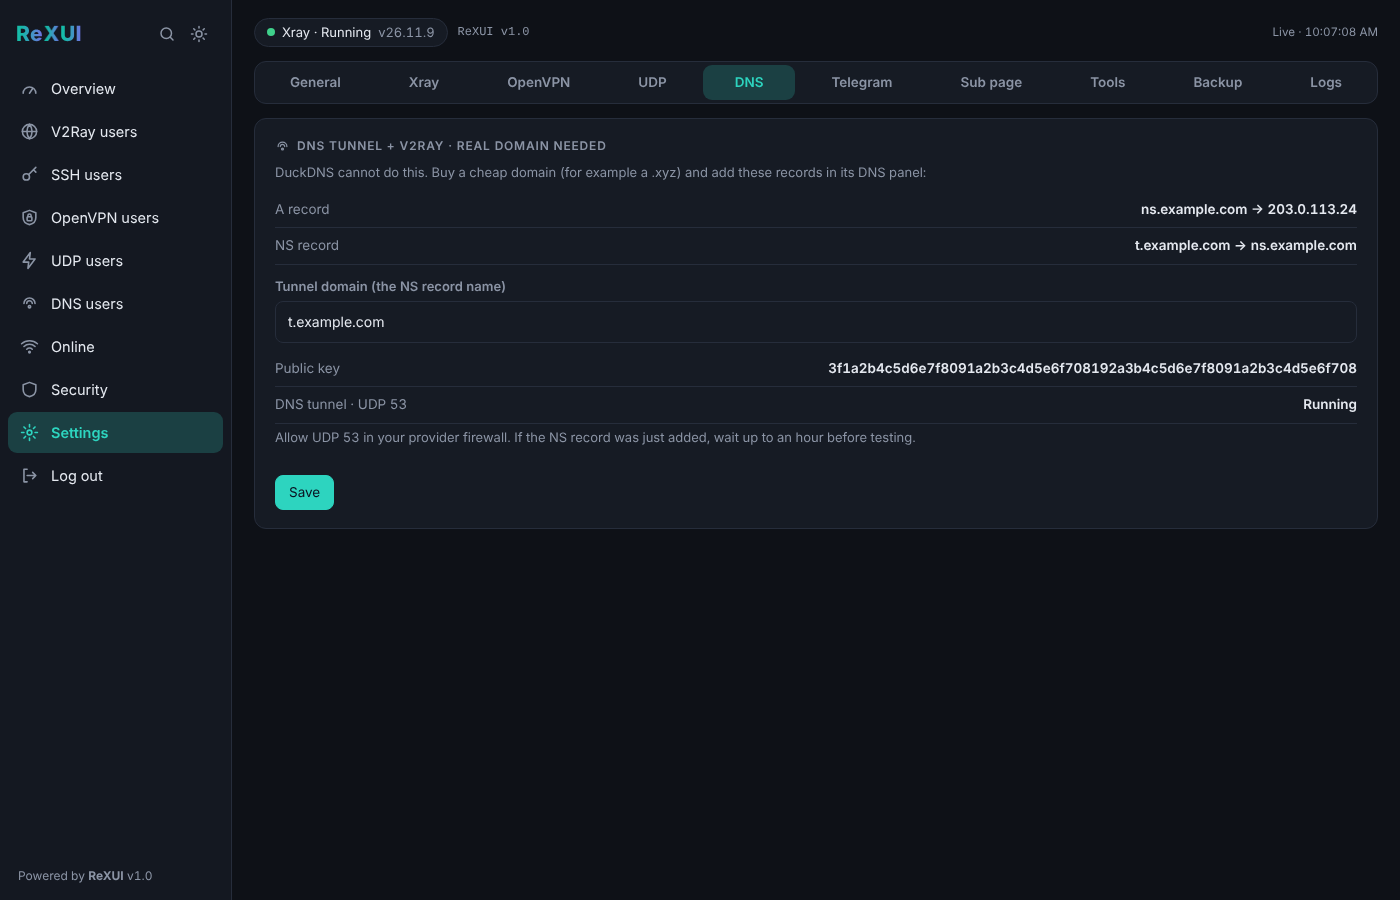 ReXUI
Xray · Running v26.11.9
ReXUI v1.0
Live · 10:07:08 AM
Overview
V2Ray users
SSH users
OpenVPN users
UDP users
DNS users
Online
Security
Settings
Log out
Powered by ReXUI v1.0
General
Xray
OpenVPN
UDP
DNS
Telegram
Sub page
Tools
Backup
Logs
DNS TUNNEL + V2RAY · REAL DOMAIN NEEDED
DuckDNS cannot do this. Buy a cheap domain (for example a .xyz) and add these records in its DNS panel:
A record
ns.example.com → 203.0.113.24
NS record
t.example.com → ns.example.com
Tunnel domain (the NS record name)
t.example.com
Public key
3f1a2b4c5d6e7f8091a2b3c4d5e6f708192a3b4c5d6e7f8091a2b3c4d5e6f708
DNS tunnel · UDP 53
Running
Allow UDP 53 in your provider firewall. If the NS record was just added, wait up to an hour before testing.
Save